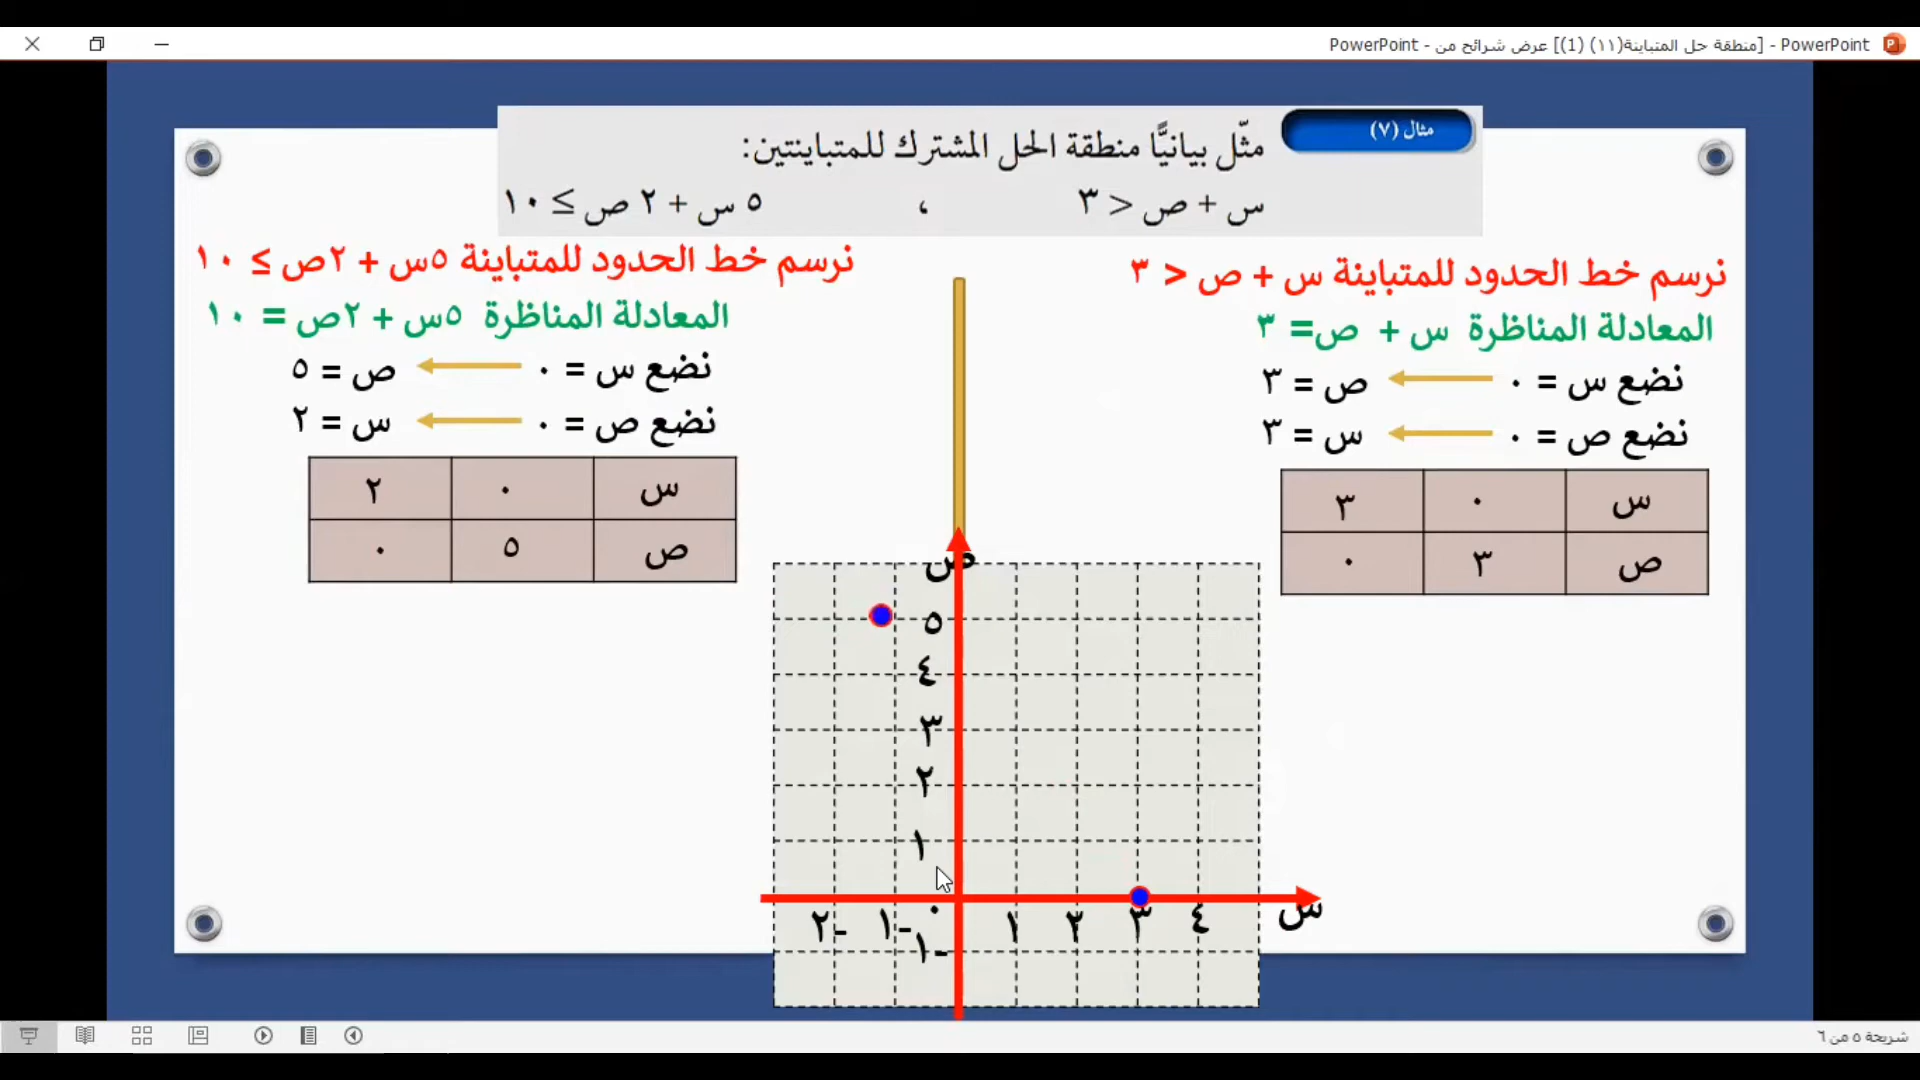 PowerPoint - [منطقة حل المتباينة(١١) (1)] عرض شرائح من - PowerPoint
مثال (٧)
مثّل بيانيًّا منطقة الحل المشترك للمتباينتين:
س + ص < ٣ ، ٥ س + ٢ ص ≥ ١٠
نرسم خط الحدود للمتباينة س + ص < ٣
المعادلة المناظرة س + ص= ٣
نضع س = ٠ ص = ٣
نضع ص = ٠ س = ٣
س ٠ ٣
ص ٣ ٠
نرسم خط الحدود للمتباينة ٥س + ٢ص ≥ ١٠
المعادلة المناظرة ٥س + ٢ص = ١٠
نضع س = ٠ ص = ٥
نضع ص = ٠ س = ٢
س ٠ ٢
ص ٥ ٠
ص
٥
٤
٣
٢
١
٠
-٢ -١ ١ ٢ ٣ ٤ س
-١
شريحة ٥ من ٦